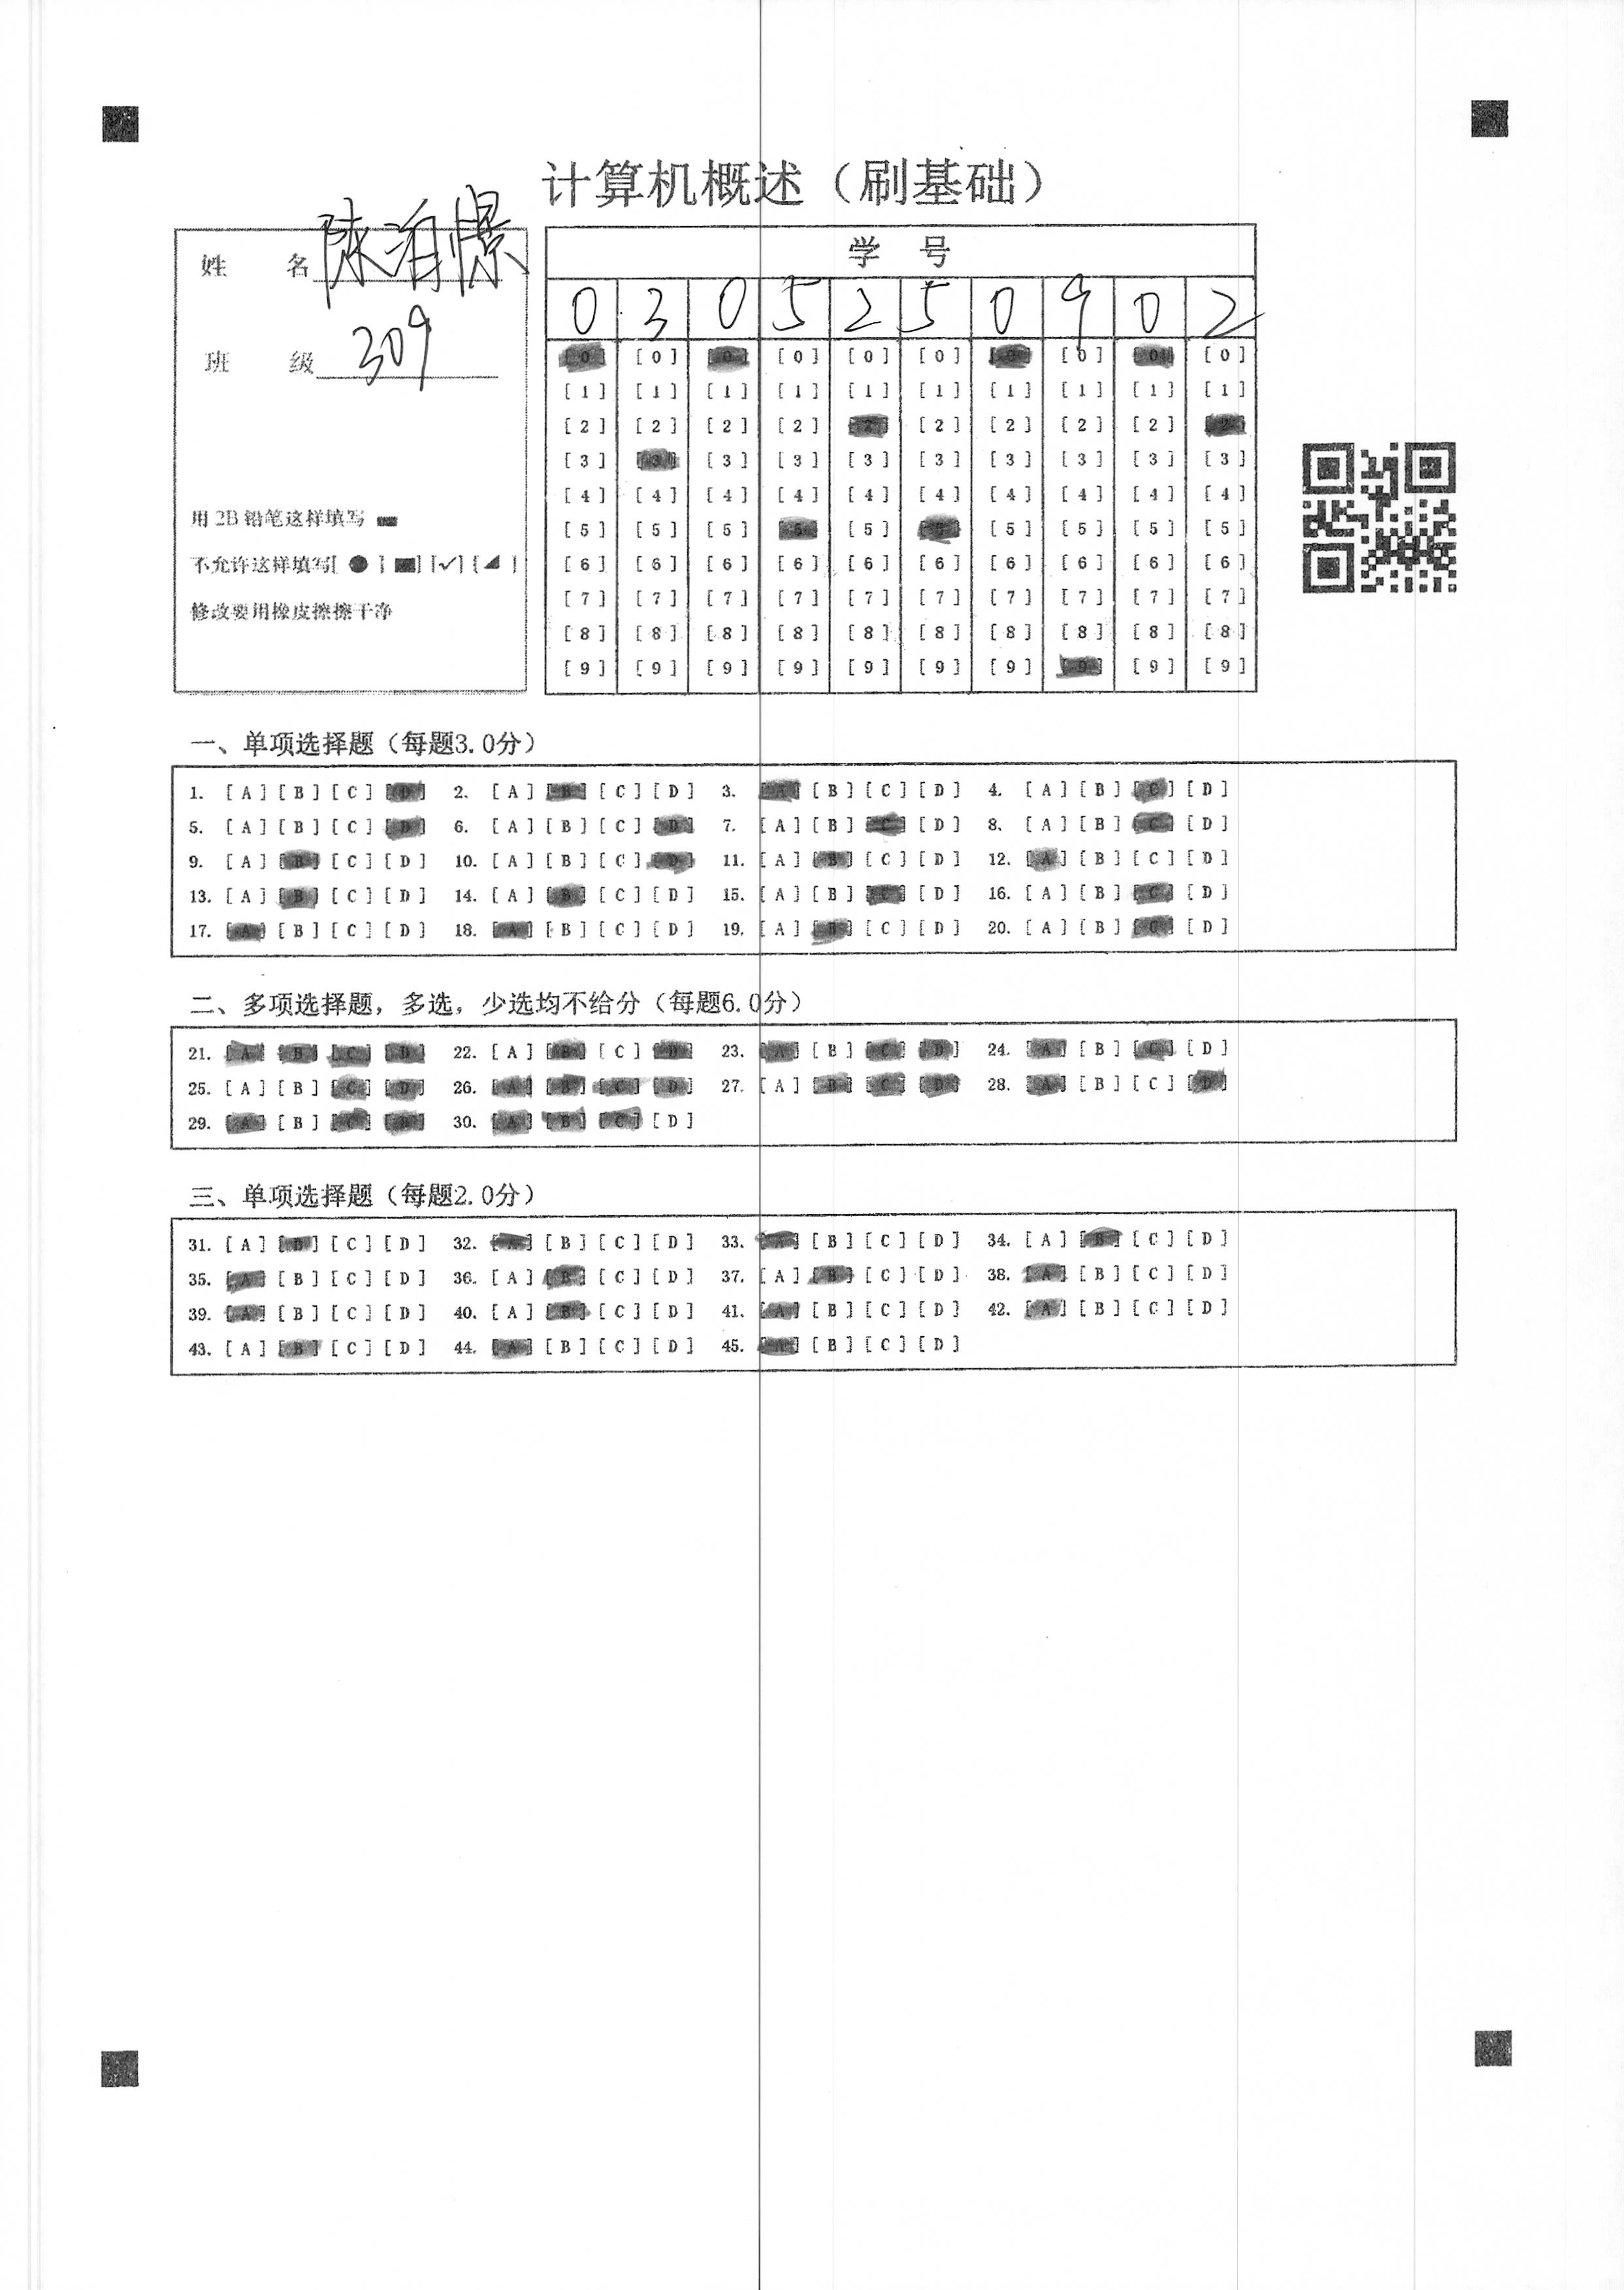 计算机概述（刷基础）
姓 名 陈泊憬
班 级 309
用 2B 铅笔这样填写
不允许这样填写[ ● ] [■] [✓] [◢ ]
修改要用橡皮擦擦干净
学 号
0 3 0 5 2 5 0 9 0 2
[0] [0] [0] [0] [0] [0] [0] [0] [0] [0]
[1] [1] [1] [1] [1] [1] [1] [1] [1] [1]
[2] [2] [2] [2] [2] [2] [2] [2] [2] [2]
[3] [3] [3] [3] [3] [3] [3] [3] [3] [3]
[4] [4] [4] [4] [4] [4] [4] [4] [4] [4]
[5] [5] [5] [5] [5] [5] [5] [5] [5] [5]
[6] [6] [6] [6] [6] [6] [6] [6] [6] [6]
[7] [7] [7] [7] [7] [7] [7] [7] [7] [7]
[8] [8] [8] [8] [8] [8] [8] [8] [8] [8]
[9] [9] [9] [9] [9] [9] [9] [9] [9] [9]
一、单项选择题（每题3.0分）
1. [A] [B] [C] [D] 2. [A] [B] [C] [D] 3. [A] [B] [C] [D] 4. [A] [B] [C] [D]
5. [A] [B] [C] [D] 6. [A] [B] [C] [D] 7. [A] [B] [C] [D] 8. [A] [B] [C] [D]
9. [A] [B] [C] [D] 10. [A] [B] [C] [D] 11. [A] [B] [C] [D] 12. [A] [B] [C] [D]
13. [A] [B] [C] [D] 14. [A] [B] [C] [D] 15. [A] [B] [C] [D] 16. [A] [B] [C] [D]
17. [A] [B] [C] [D] 18. [A] [B] [C] [D] 19. [A] [B] [C] [D] 20. [A] [B] [C] [D]
二、多项选择题，多选，少选均不给分（每题6.0分）
21. [A] [B] [C] [D] 22. [A] [B] [C] [D] 23. [A] [B] [C] [D] 24. [A] [B] [C] [D]
25. [A] [B] [C] [D] 26. [A] [B] [C] [D] 27. [A] [B] [C] [D] 28. [A] [B] [C] [D]
29. [A] [B] [C] [D] 30. [A] [B] [C] [D]
三、单项选择题（每题2.0分）
31. [A] [B] [C] [D] 32. [A] [B] [C] [D] 33. [A] [B] [C] [D] 34. [A] [B] [C] [D]
35. [A] [B] [C] [D] 36. [A] [B] [C] [D] 37. [A] [B] [C] [D] 38. [A] [B] [C] [D]
39. [A] [B] [C] [D] 40. [A] [B] [C] [D] 41. [A] [B] [C] [D] 42. [A] [B] [C] [D]
43. [A] [B] [C] [D] 44. [A] [B] [C] [D] 45. [A] [B] [C] [D]